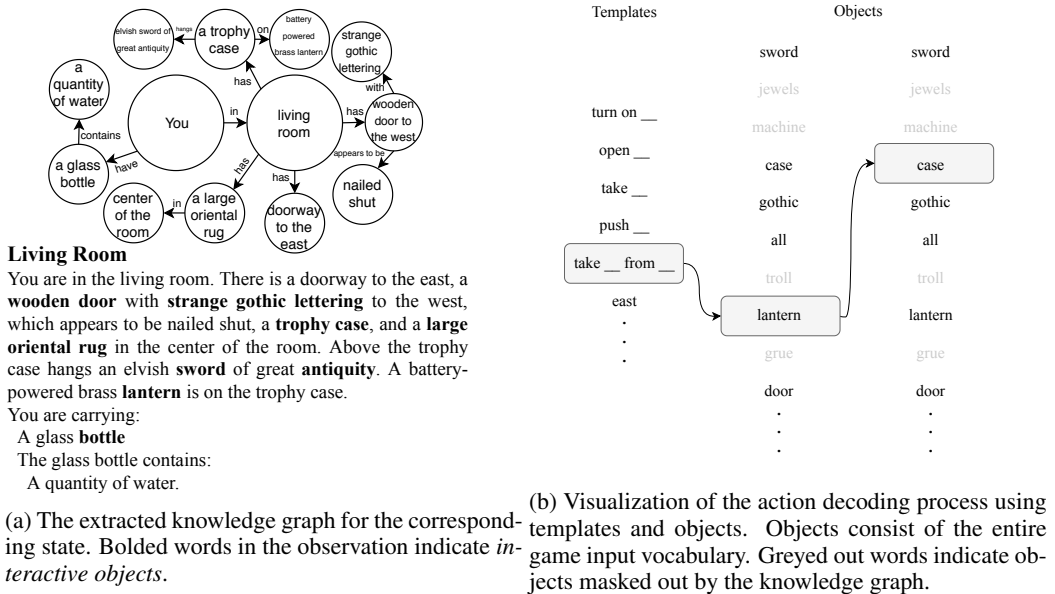 elvish sword of
great antiquity
hangs
a trophy
case
on
battery
powered
brass lantern
strange
gothic
lettering
a
quantity
of water
has
with
You
in
living
room
has
wooden
door to
the west
contains
a glass
bottle
have
has
has
appears to be
nailed
shut
center
of the
room
in
a large
oriental
rug
doorway
to the
east
Living Room
You are in the living room. There is a doorway to the east, a
wooden door with strange gothic lettering to the west,
which appears to be nailed shut, a trophy case, and a large
oriental rug in the center of the room. Above the trophy
case hangs an elvish sword of great antiquity. A battery-
powered brass lantern is on the trophy case.
You are carrying:
A glass bottle
The glass bottle contains:
A quantity of water.
(a) The extracted knowledge graph for the correspond-
ing state. Bolded words in the observation indicate in-
teractive objects.
Templates
turn on __
open __
take __
push __
take __ from __
east
.
.
.
Objects
sword
jewels
machine
case
gothic
all
troll
lantern
grue
door
.
.
.
sword
jewels
machine
case
gothic
all
troll
lantern
grue
door
.
.
.
(b) Visualization of the action decoding process using
templates and objects. Objects consist of the entire
game input vocabulary. Greyed out words indicate ob-
jects masked out by the knowledge graph.